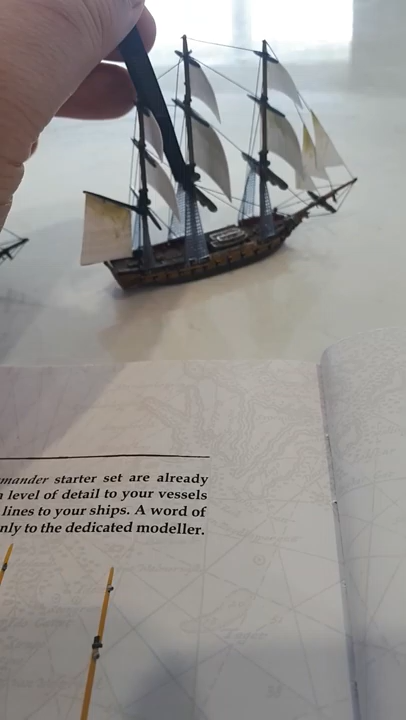 mander starter set are already
level of detail to your vessels
lines to your ships. A word of
nly to the dedicated modeller.